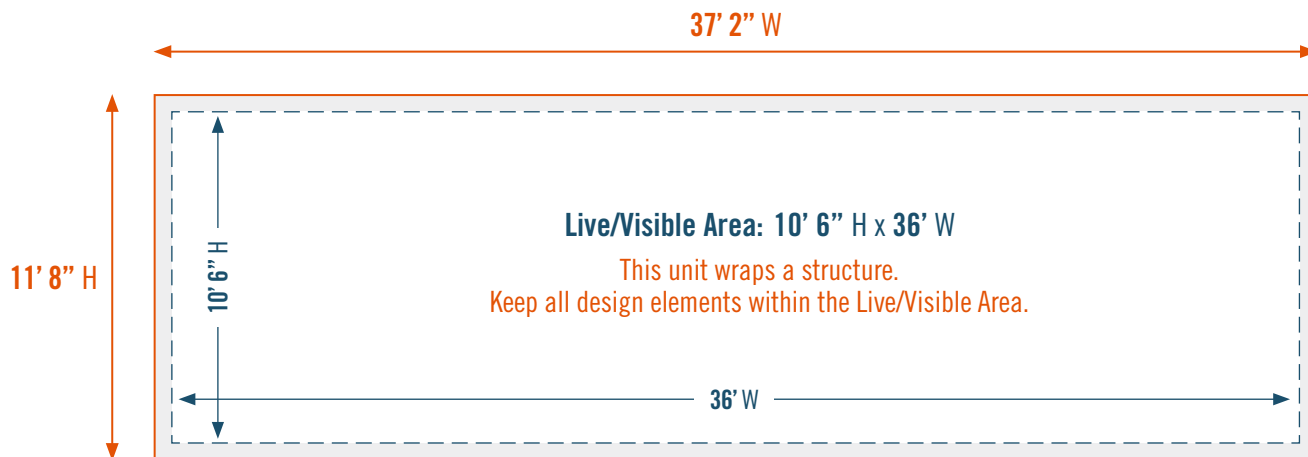 37’ 2” W
11’ 8” H
10’ 6” H
Live/Visible Area: 10’ 6” H x 36’ W
This unit wraps a structure.
Keep all design elements within the Live/Visible Area.
36’ W